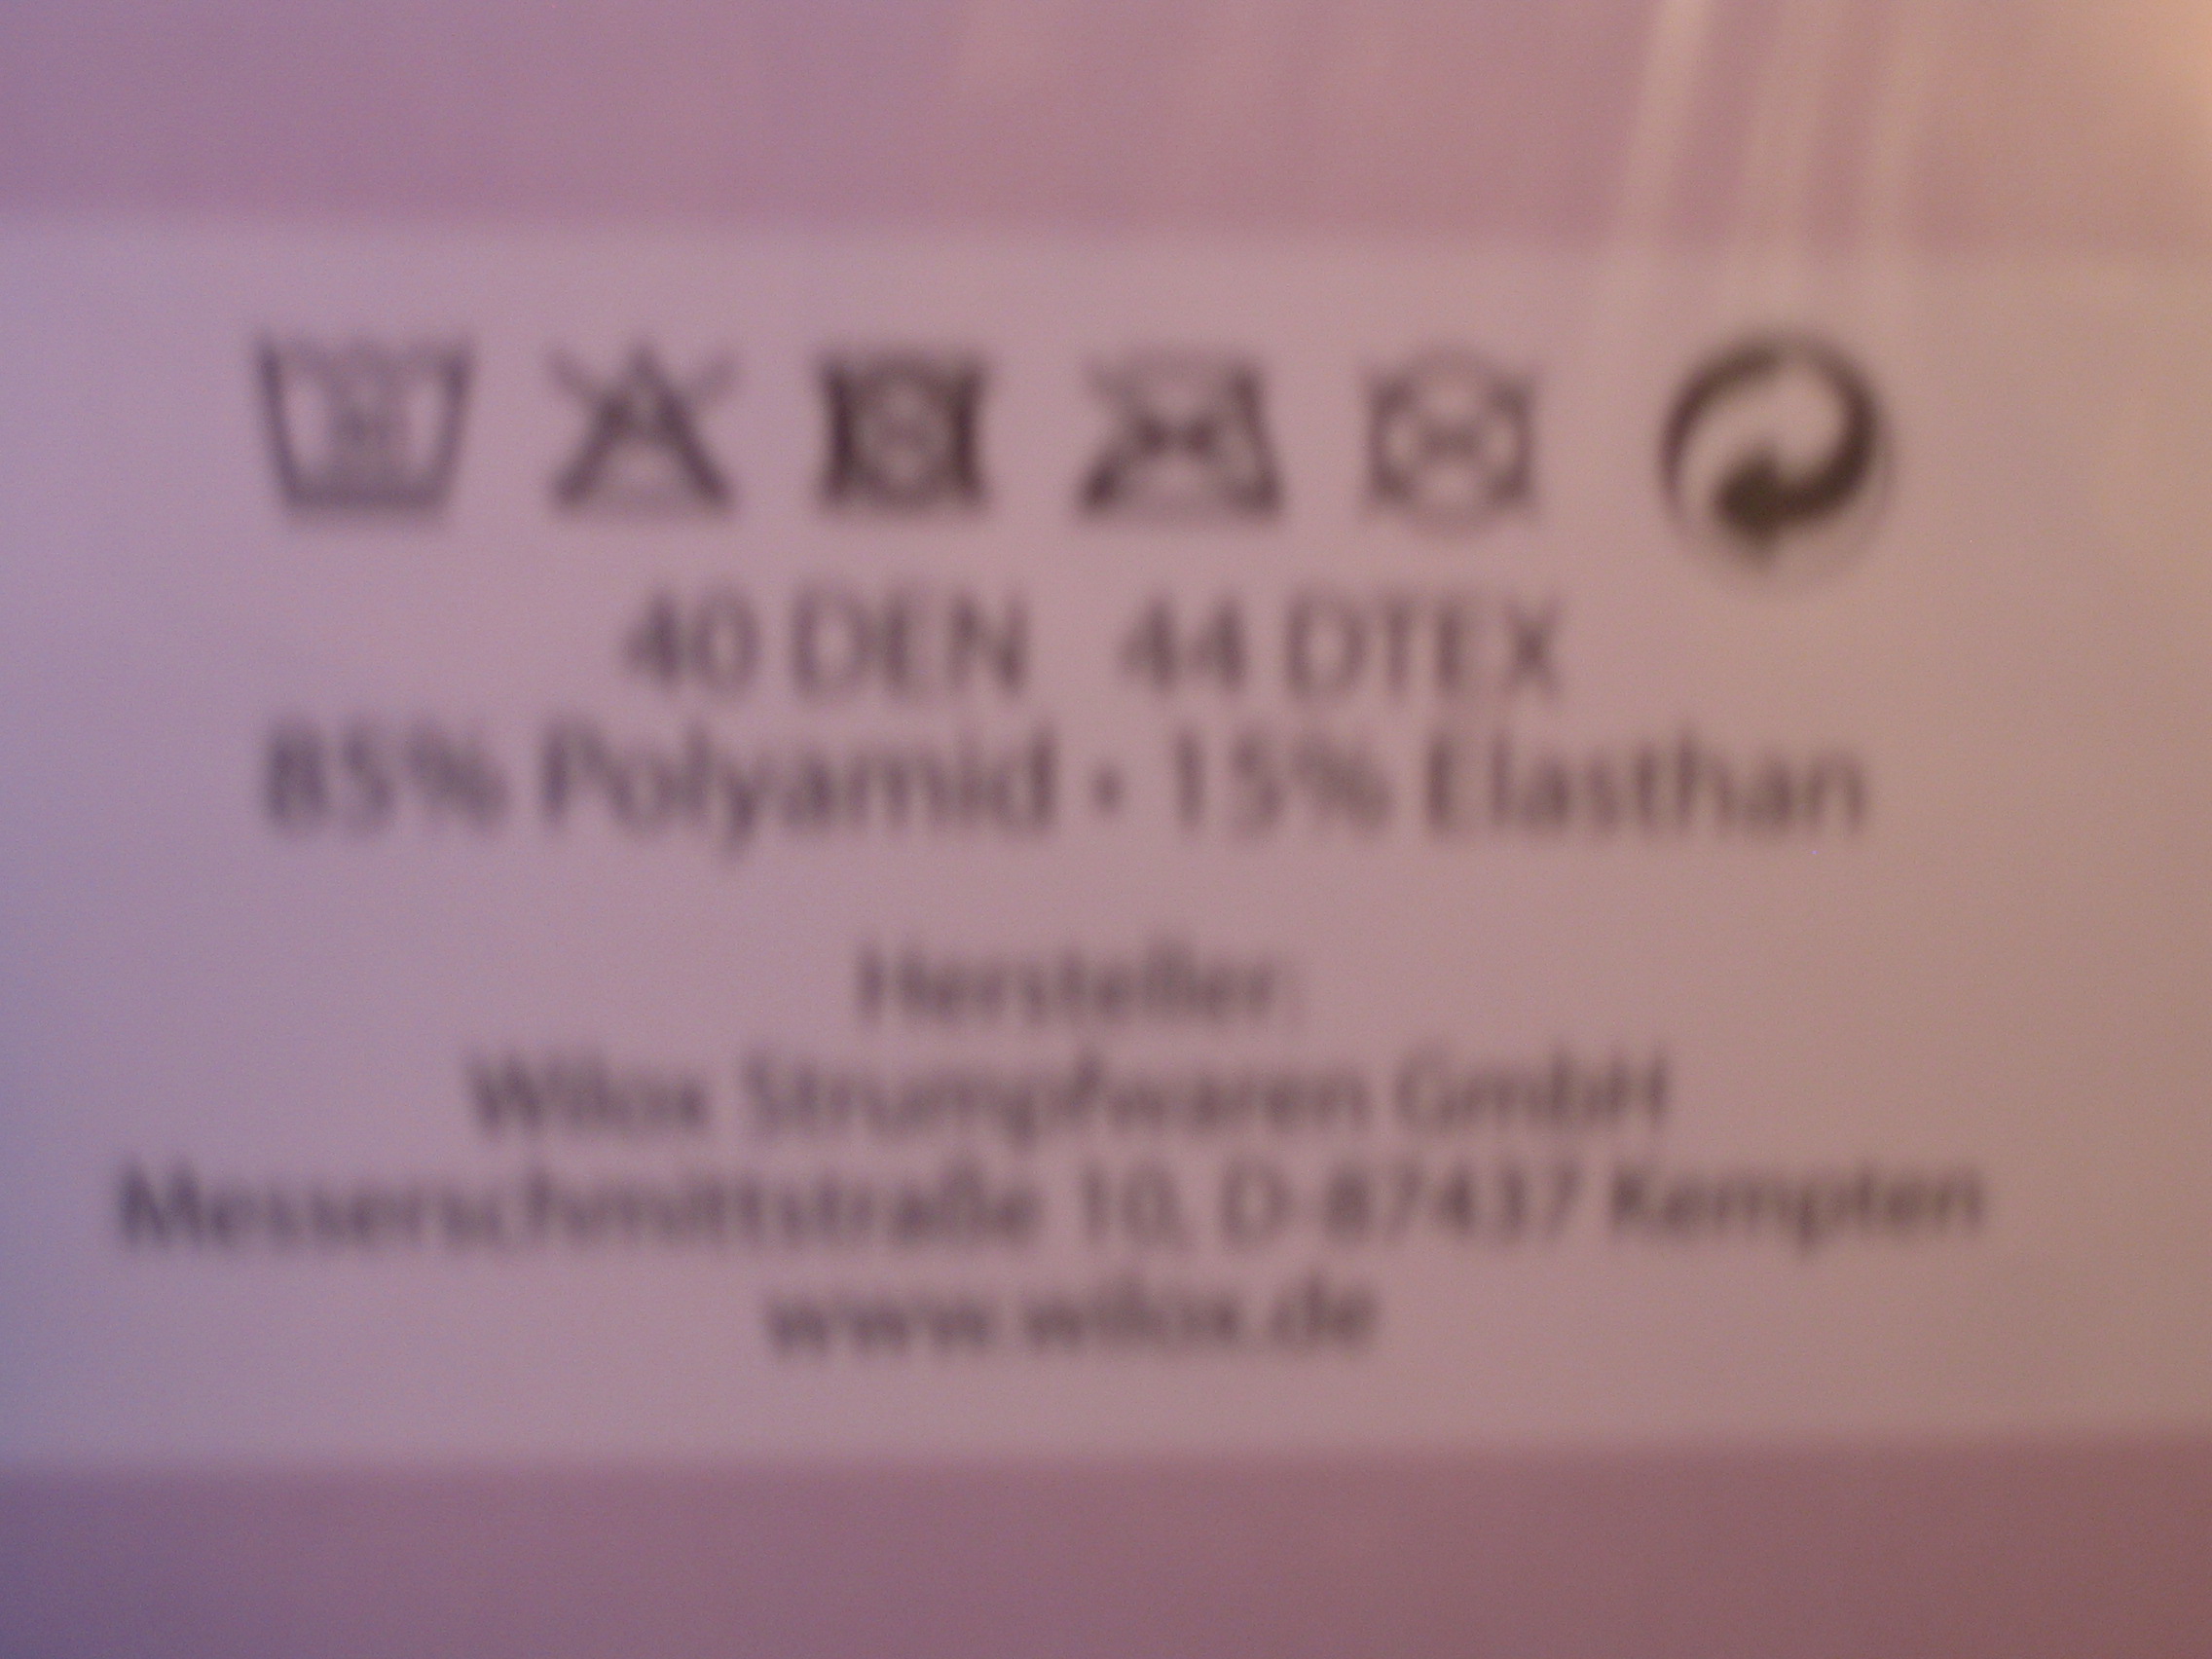 40 DEN 44 DTEX
85% Polyamid • 15% Elasthan
Hersteller:
Wilox Strumpfwaren GmbH
Messerschmittstraße 10, D-87437 Kempten
www.wilox.de